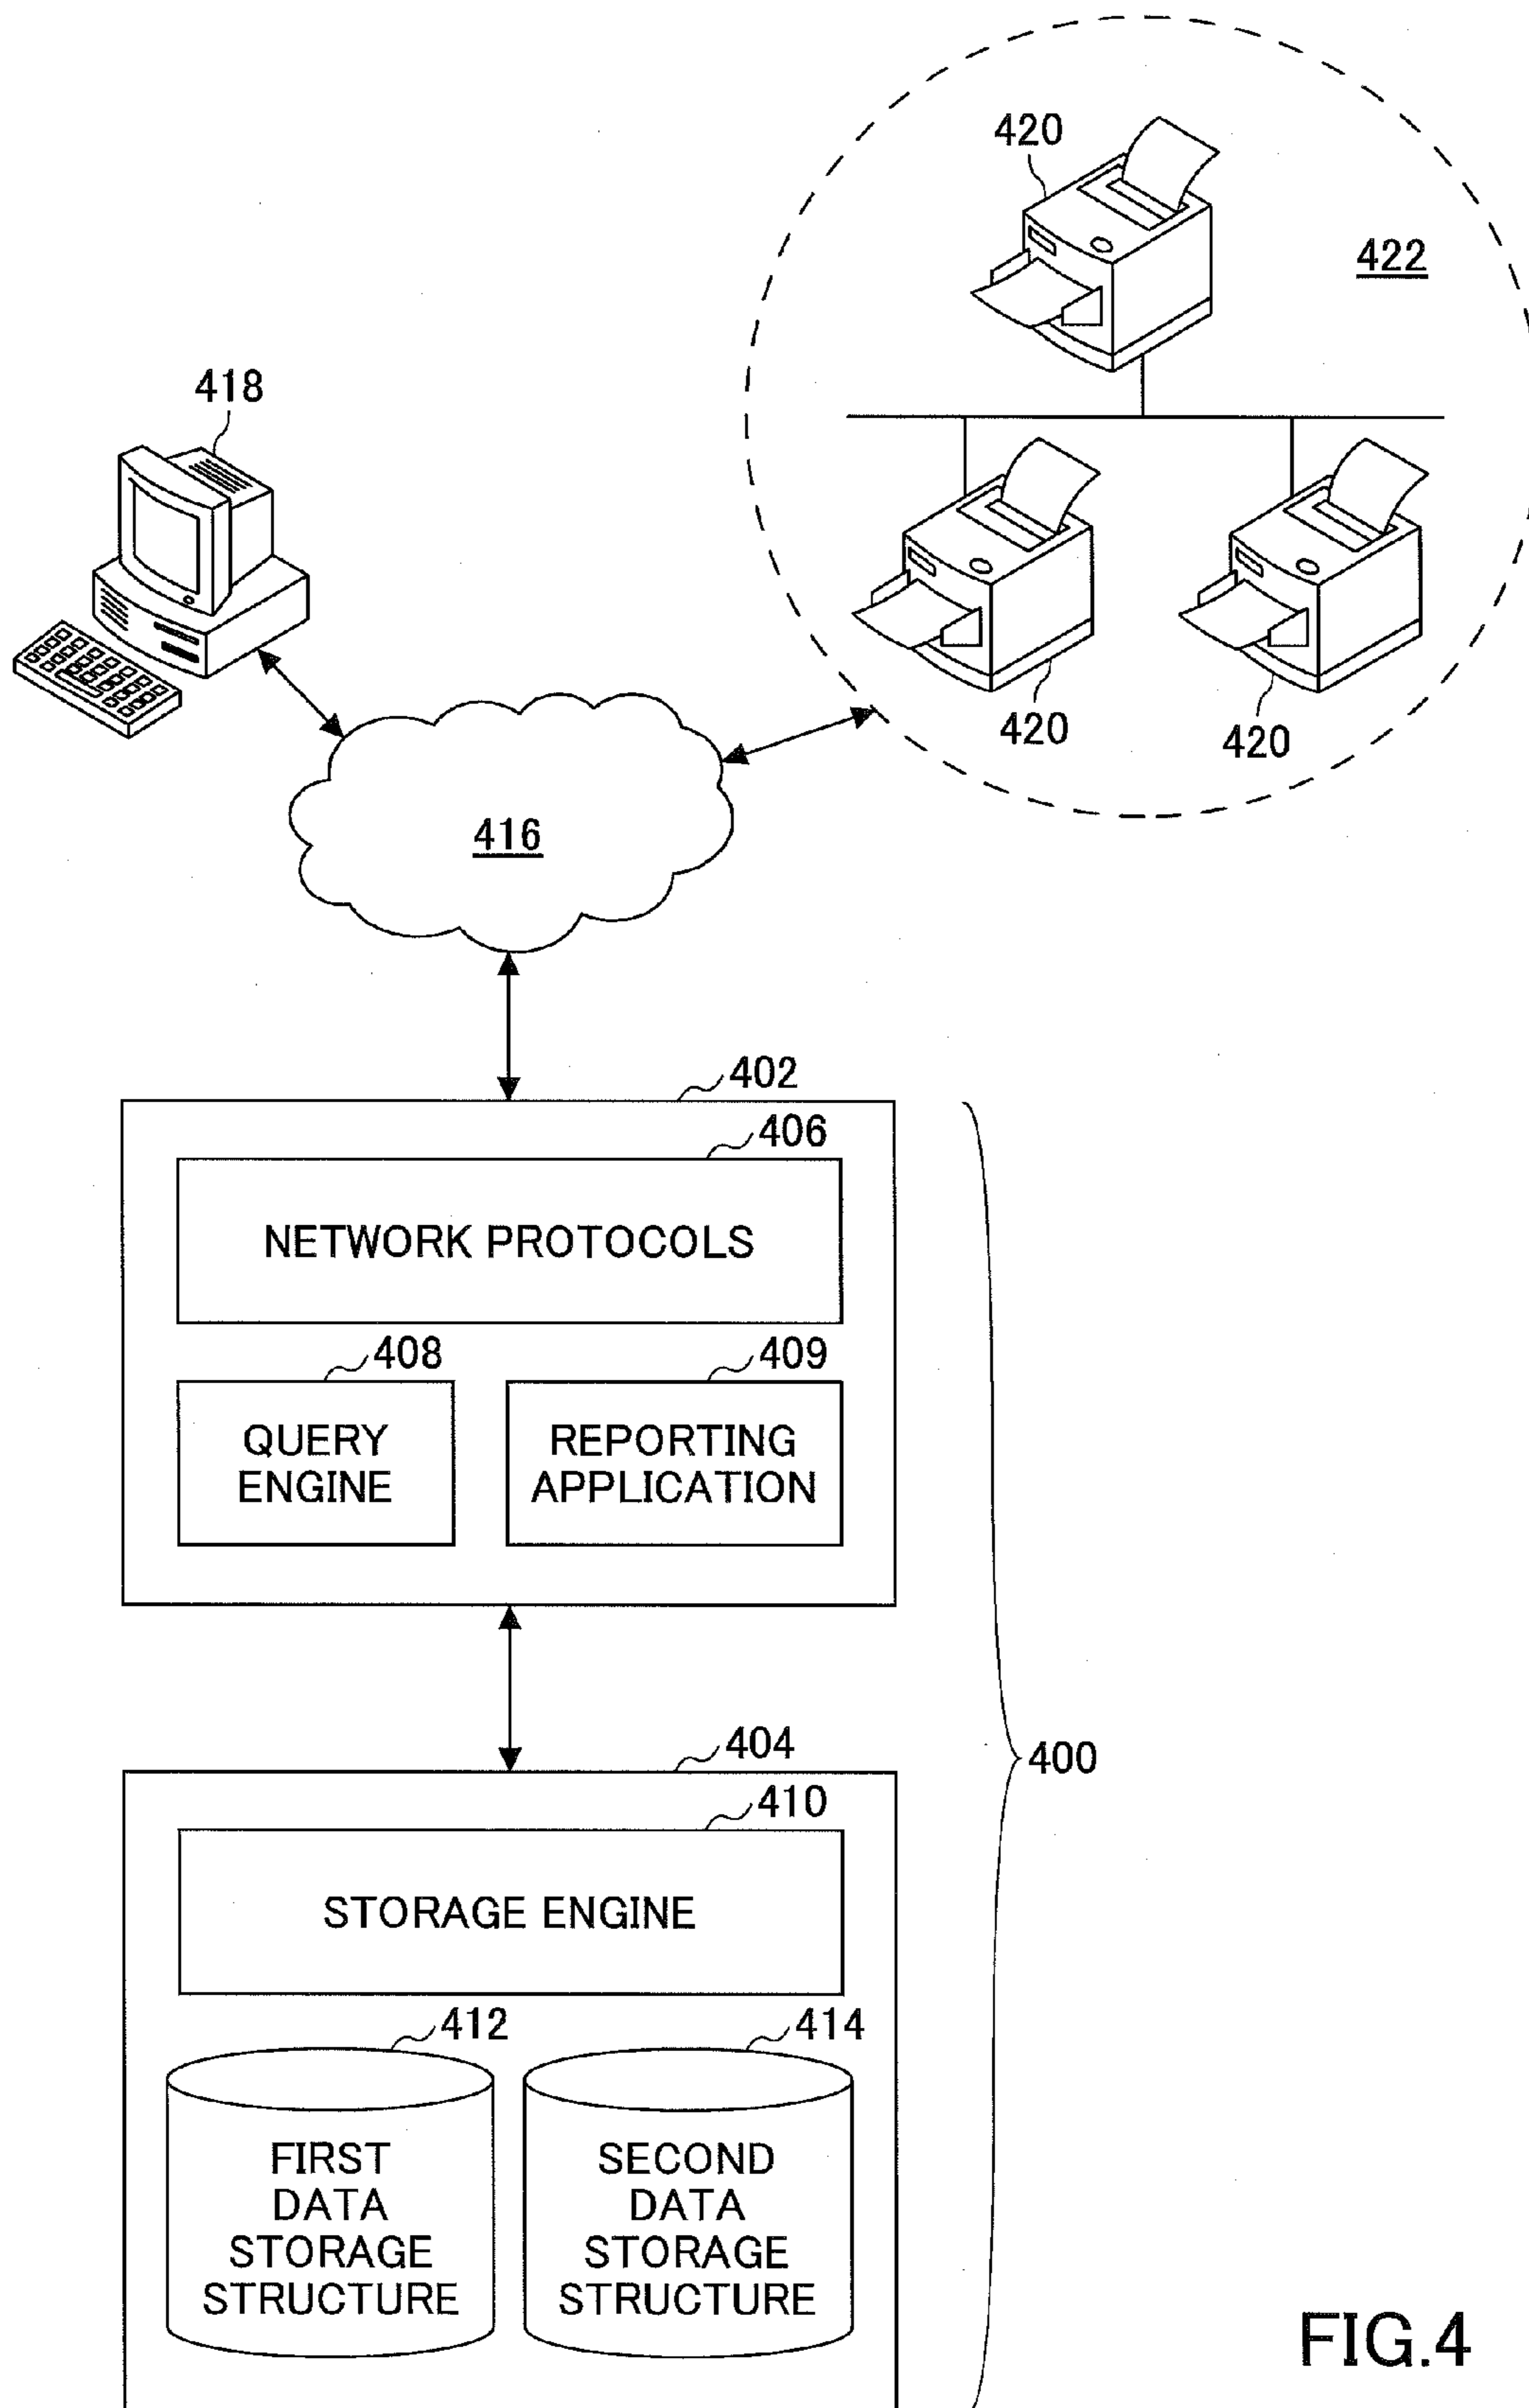 420
422
418
420
420
416
402
406
NETWORK PROTOCOLS
408
409
QUERY
ENGINE
REPORTING
APPLICATION
404
400
410
STORAGE ENGINE
412
414
FIRST
DATA
STORAGE
STRUCTURE
SECOND
DATA
STORAGE
STRUCTURE
FIG.4